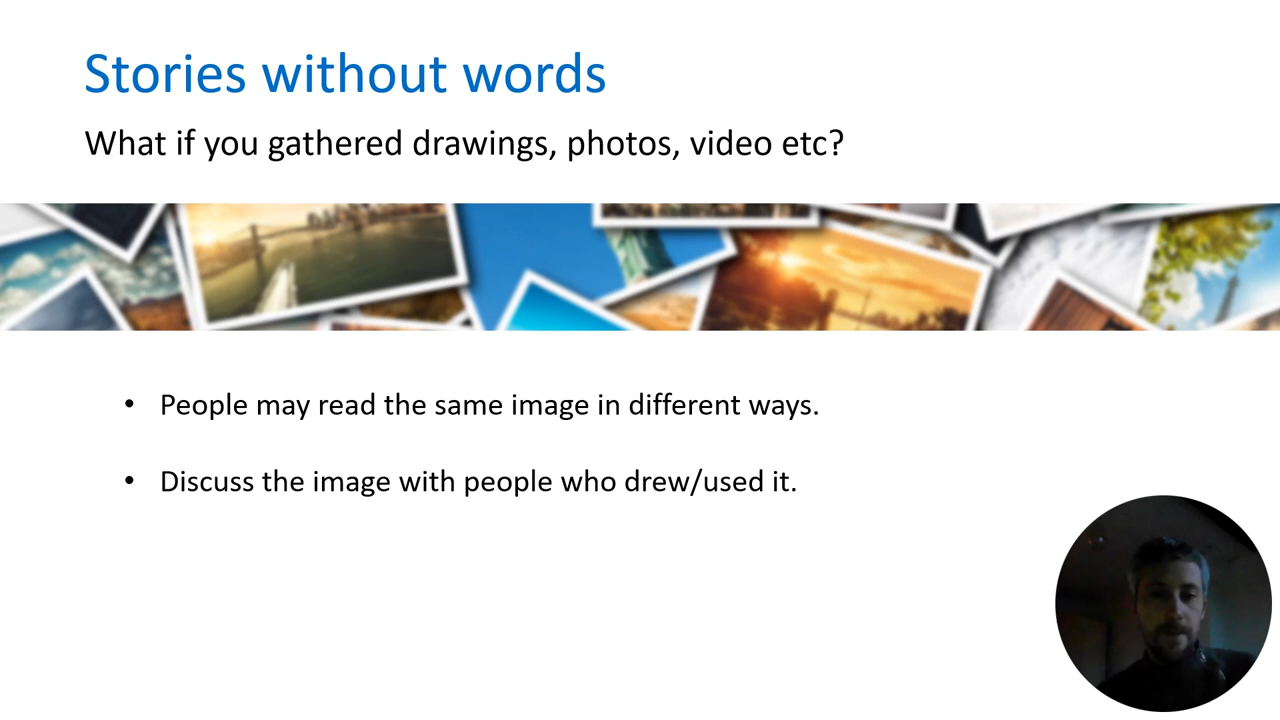 Stories without words
What if you gathered drawings, photos, video etc?
• People may read the same image in different ways.
• Discuss the image with people who drew/used it.